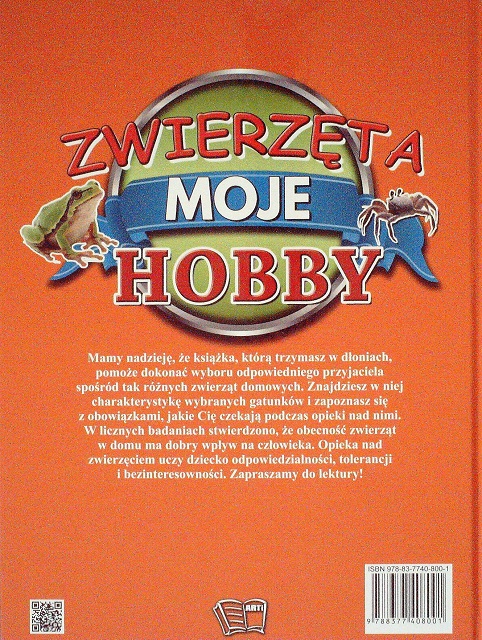 ZWIERZĘTA
MOJE
HOBBY
Mamy nadzieję, że książka, którą trzymasz w dłoniach,
pomoże dokonać wyboru odpowiedniego przyjaciela
spośród tak różnych zwierząt domowych. Znajdziesz w niej
charakterystykę wybranych gatunków i zapoznasz się
z obowiązkami, jakie Cię czekają podczas opieki nad nimi.
W licznych badaniach stwierdzono, że obecność zwierząt
w domu ma dobry wpływ na człowieka. Opieka nad
zwierzęciem uczy dziecko odpowiedzialności, tolerancji
i bezinteresowności. Zapraszamy do lektury!
ISBN 978-83-7740-800-1
9 788377 408001
ARTI